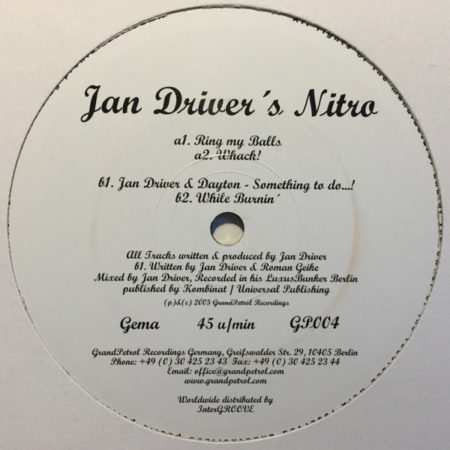 Jan Driver´s Nitro
a1. Ring my Balls
a2. Whack!
b1. Jan Driver & Dayton - Something to do...!
b2. While Burnin´
All Tracks written & produced by Jan Driver
b1. Written by Jan Driver & Roman Geike
Mixed by Jan Driver, Recorded in his LuxusBunker Berlin
published by Kombinat / Universal Publishing
(p)&(c) 2005 GrandPetrol Recordings
Gema 45 u/min GP004
GrandPetrol Recordings Germany, Greifswalder Str. 29, 10405 Berlin
Phone: +49 (0) 30 425 23 43 Fax: +49 (0) 30 425 23 44
Email: office@grandpetrol.com
www.grandpetrol.com
Worldwide distributed by
InterGROOVE